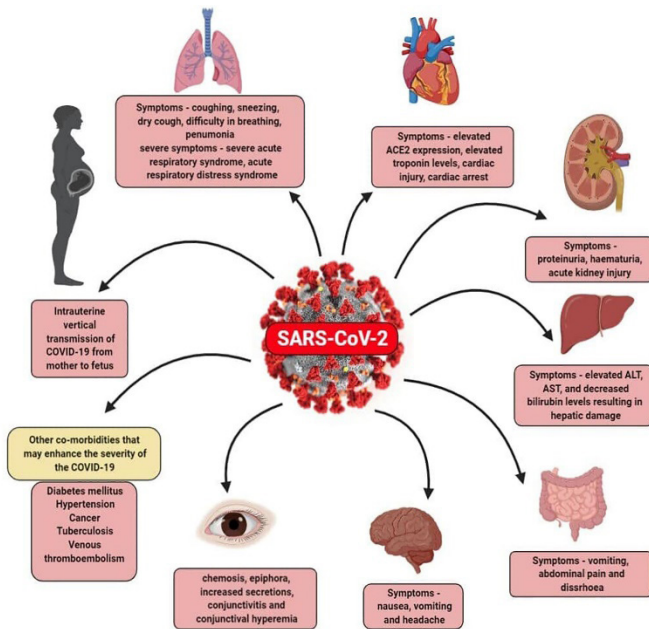 Symptoms - coughing, sneezing,
dry cough, difficulty in breathing,
penumonia
severe symptoms - severe acute
respiratory syndrome, acute
respiratory distress syndrome
Symptoms - elevated
ACE2 expression, elevated
troponin levels, cardiac
injury, cardiac arrest
Symptoms -
proteinuria, haematuria,
acute kidney injury
Intrauterine
vertical
transmission of
COVID-19 from
mother to fetus
SARS-CoV-2
Symptoms - elevated ALT,
AST, and decreased
bilirubin levels resulting in
hepatic damage
Other co-morbidities that
may enhance the severity of
the COVID-19
Diabetes mellitus
Hypertension
Cancer
Tuberculosis
Venous
thromboembolism
chemosis, epiphora,
increased secretions,
conjunctivitis and
conjunctival hyperemia
Symptoms -
nausea, vomiting
and headache
Symptoms - vomiting,
abdominal pain and
dissrhoea